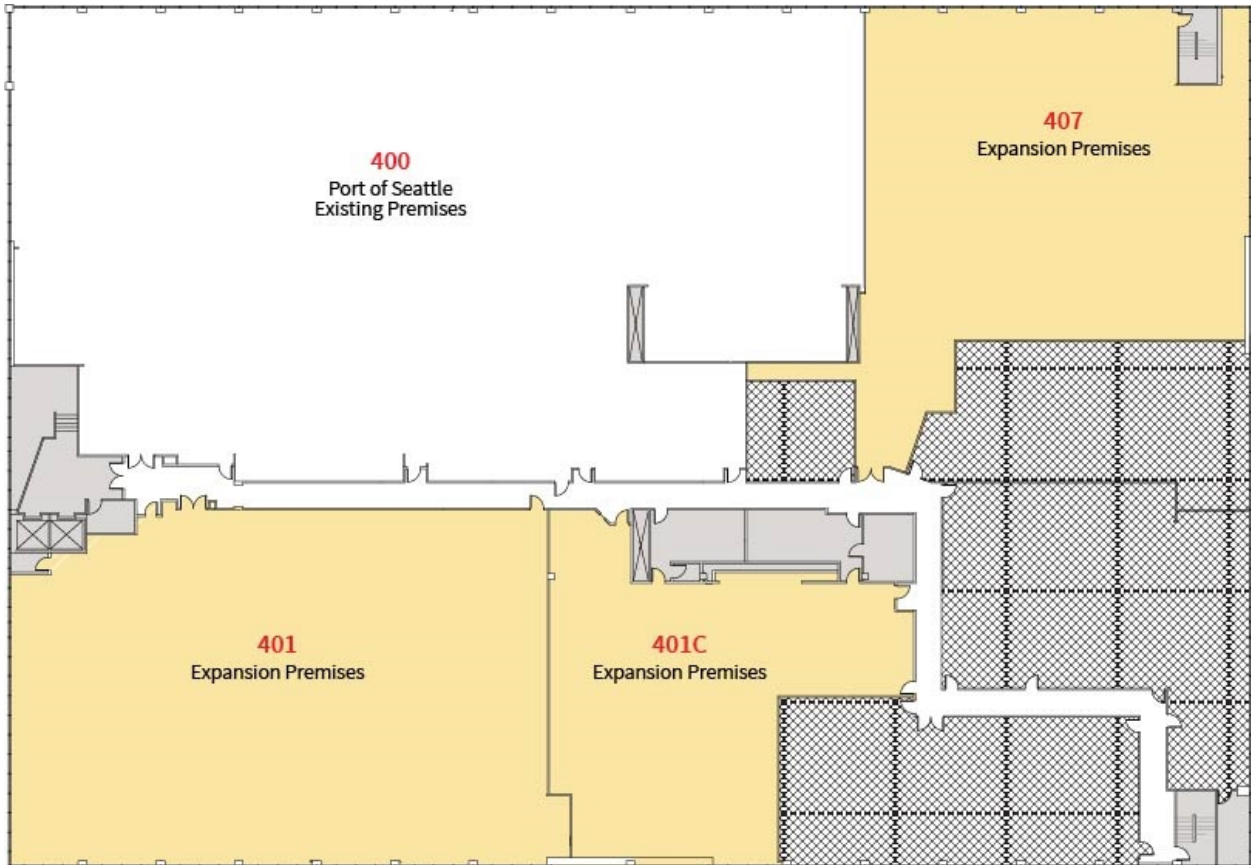 400
Port of Seattle
Existing Premises
407
Expansion Premises
401
Expansion Premises
401C
Expansion Premises